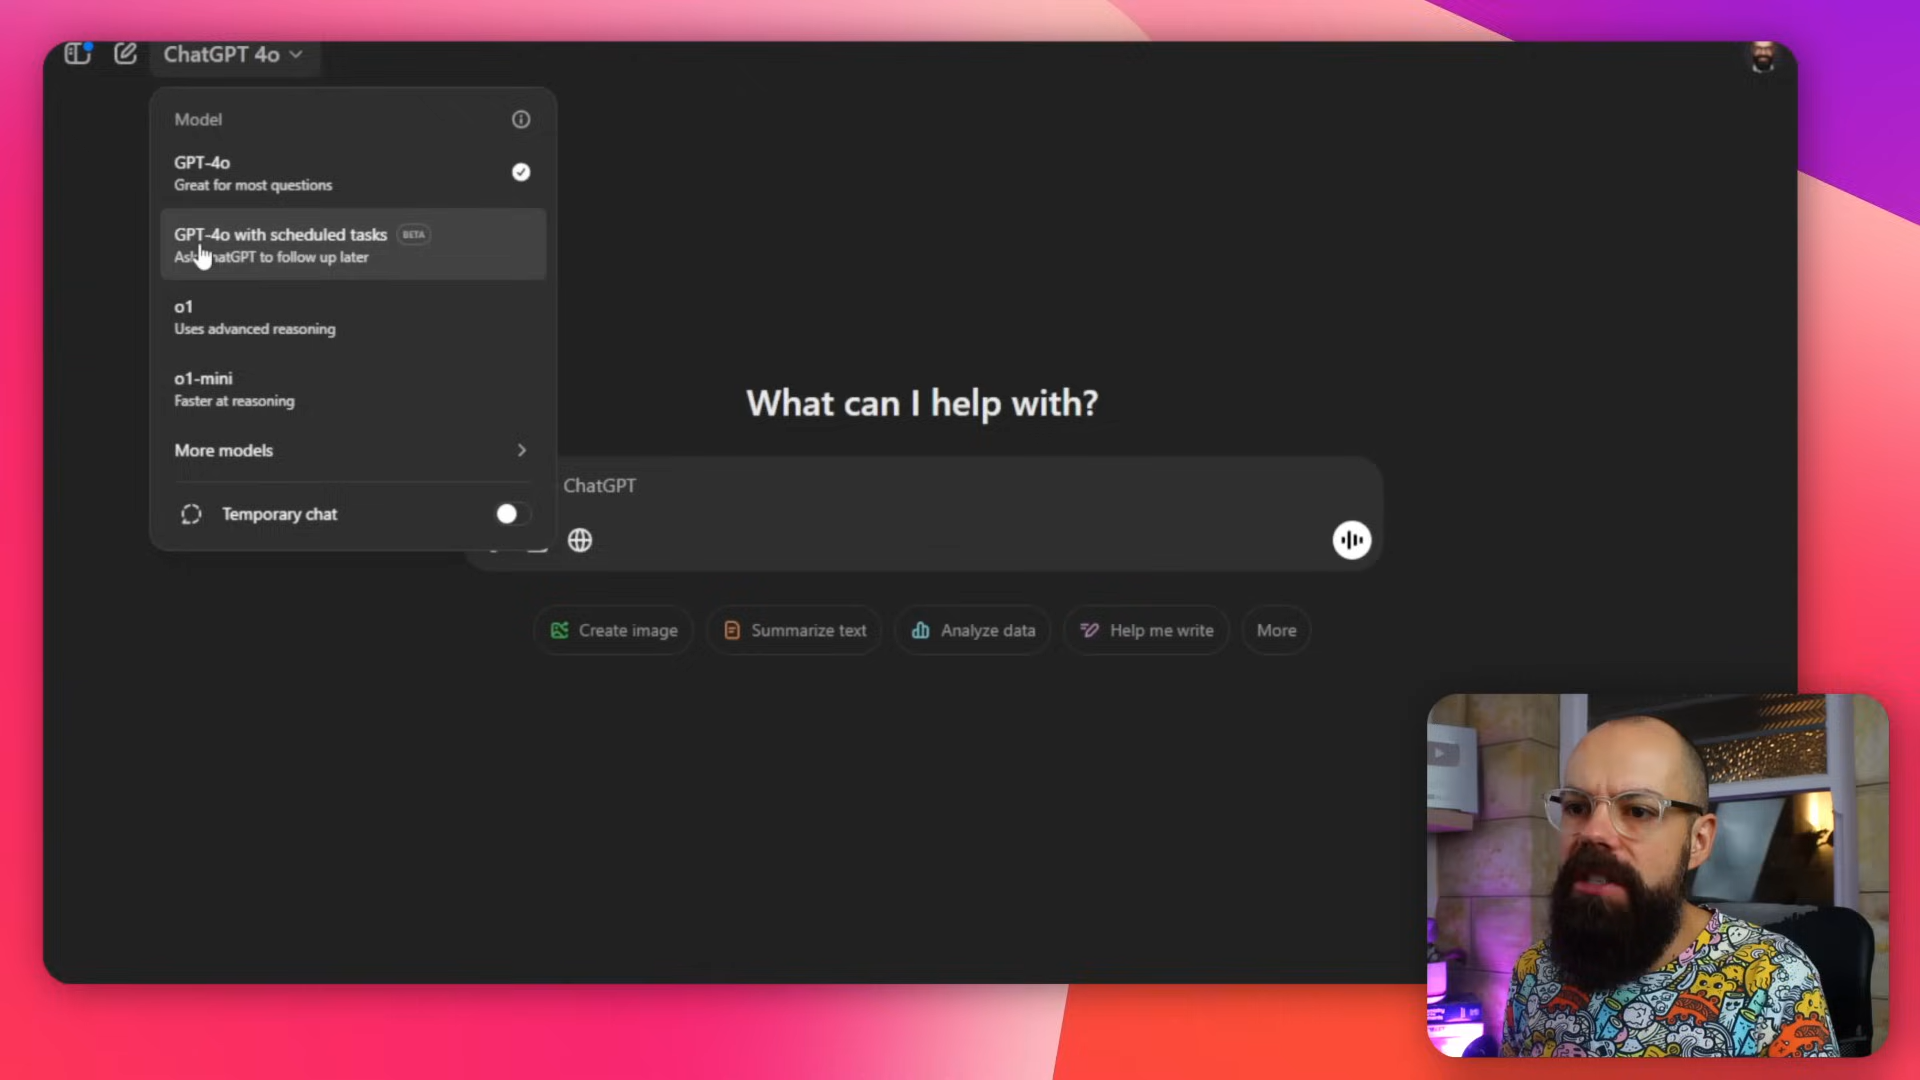 ChatGPT 4o
Model
GPT-4o
Great for most questions
GPT-4o with scheduled tasks BETA
Ask ChatGPT to follow up later
o1
Uses advanced reasoning
o1-mini
Faster at reasoning
More models
Temporary chat
What can I help with?
ChatGPT
Create image
Summarize text
Analyze data
Help me write
More